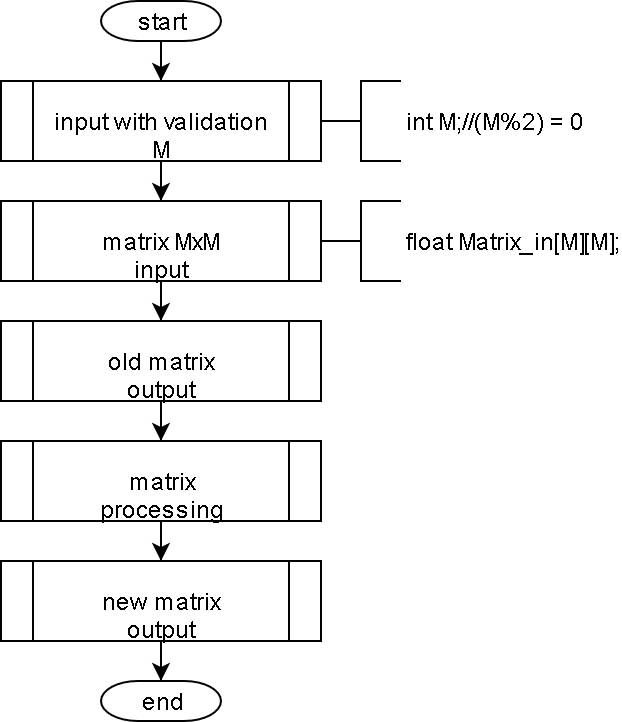 start
input with validation
M
int M;//(M%2) = 0
matrix MxM
input
float Matrix_in[M][M];
old matrix
output
matrix
processing
new matrix
output
end